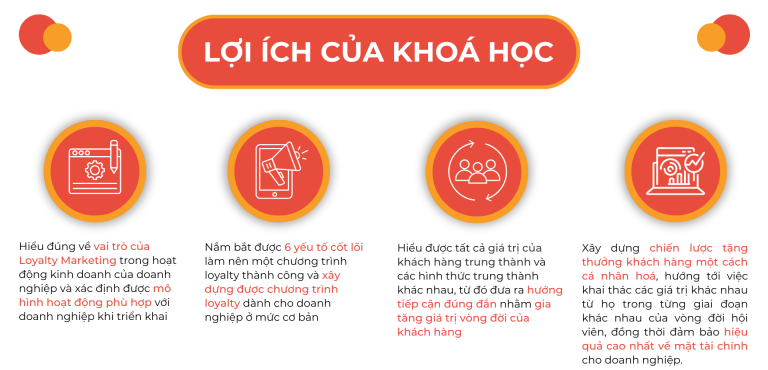 LỢI ÍCH CỦA KHOÁ HỌC
Hiểu đúng về vai trò của
Loyalty Marketing trong hoạt
động kinh doanh của doanh
nghiệp và xác định được mô
hình hoạt động phù hợp với
doanh nghiệp khi triển khai
Nắm bắt được 6 yếu tố cốt lõi
làm nên một chương trình
loyalty thành công và xây
dựng được chương trình
loyalty dành cho doanh
nghiệp ở mức cơ bản
Hiểu được tất cả giá trị của
khách hàng trung thành và
các hình thức trung thành
khác nhau, từ đó đưa ra hướng
tiếp cận đúng đắn nhằm gia
tăng giá trị vòng đời của
khách hàng
Xây dựng chiến lược tặng
thưởng khách hàng một cách
cá nhân hoá, hướng tới việc
khai thác các giá trị khác nhau
từ họ trong từng giai đoạn
khác nhau của vòng đời hội
viên, đồng thời đảm bảo hiệu
quả cao nhất về mặt tài chính
cho doanh nghiệp.